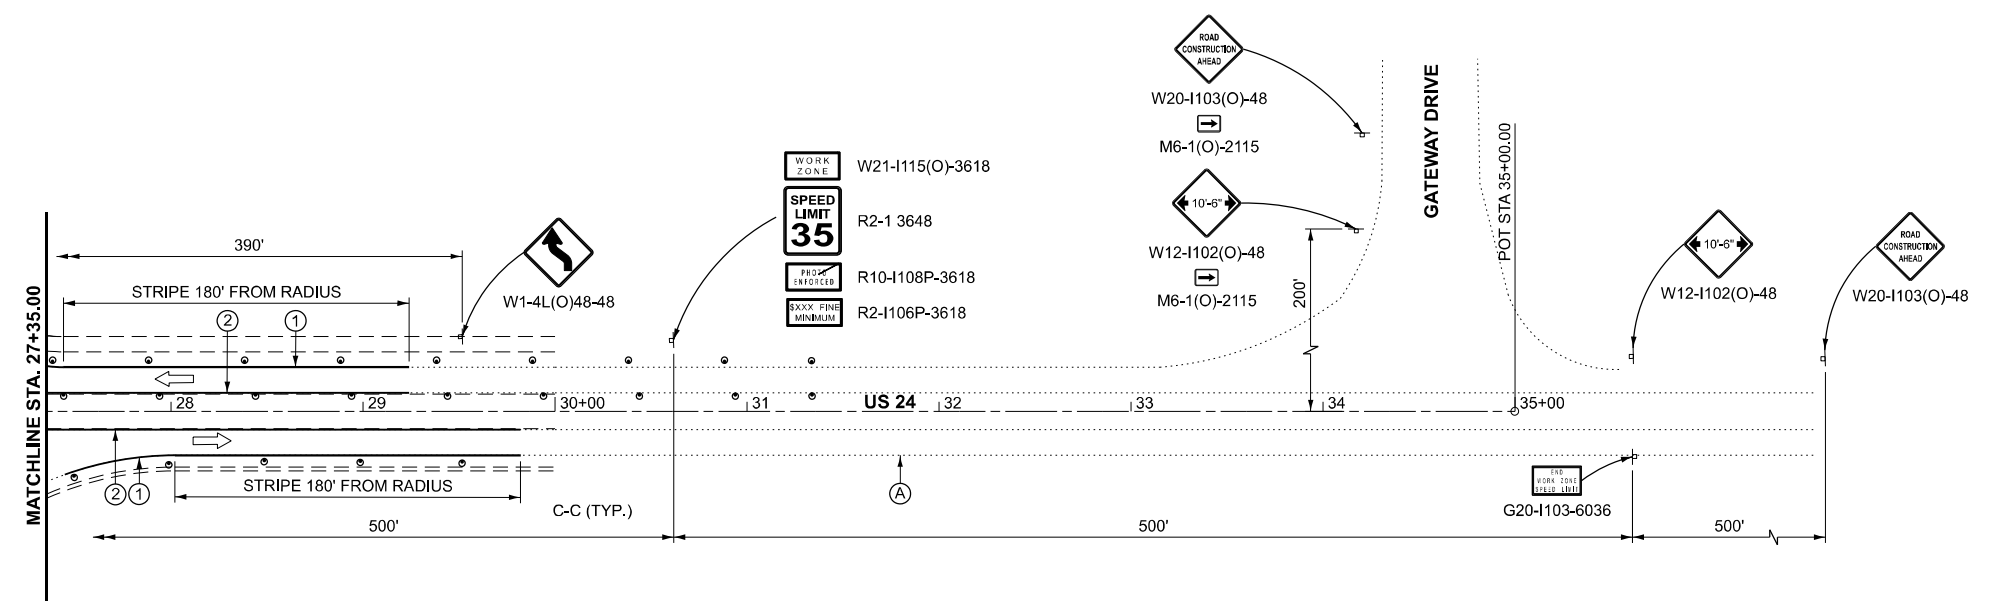 ROAD
CONSTRUCTION
AHEAD
W20-I103(O)-48
M6-1(O)-2115
10'-6"
W12-I102(O)-48
M6-1(O)-2115
GATEWAY DRIVE
POT STA 35+00.00
200'
WORK
ZONE
W21-I115(O)-3618
SPEED
LIMIT
35
R2-1 3648
PHOTO
ENFORCED
R10-I108P-3618
$XXX FINE
MINIMUM
R2-I106P-3618
W1-4L(O)48-48
10'-6"
W12-I102(O)-48
ROAD
CONSTRUCTION
AHEAD
W20-I103(O)-48
MATCHLINE STA. 27+35.00
390'
STRIPE 180' FROM RADIUS
2
1
28
29
30+00
31
US 24
32
33
34
35+00
2
1
STRIPE 180' FROM RADIUS
A
END
WORK ZONE
SPEED LIMIT
G20-I103-6036
C-C (TYP.)
500'
500'
500'